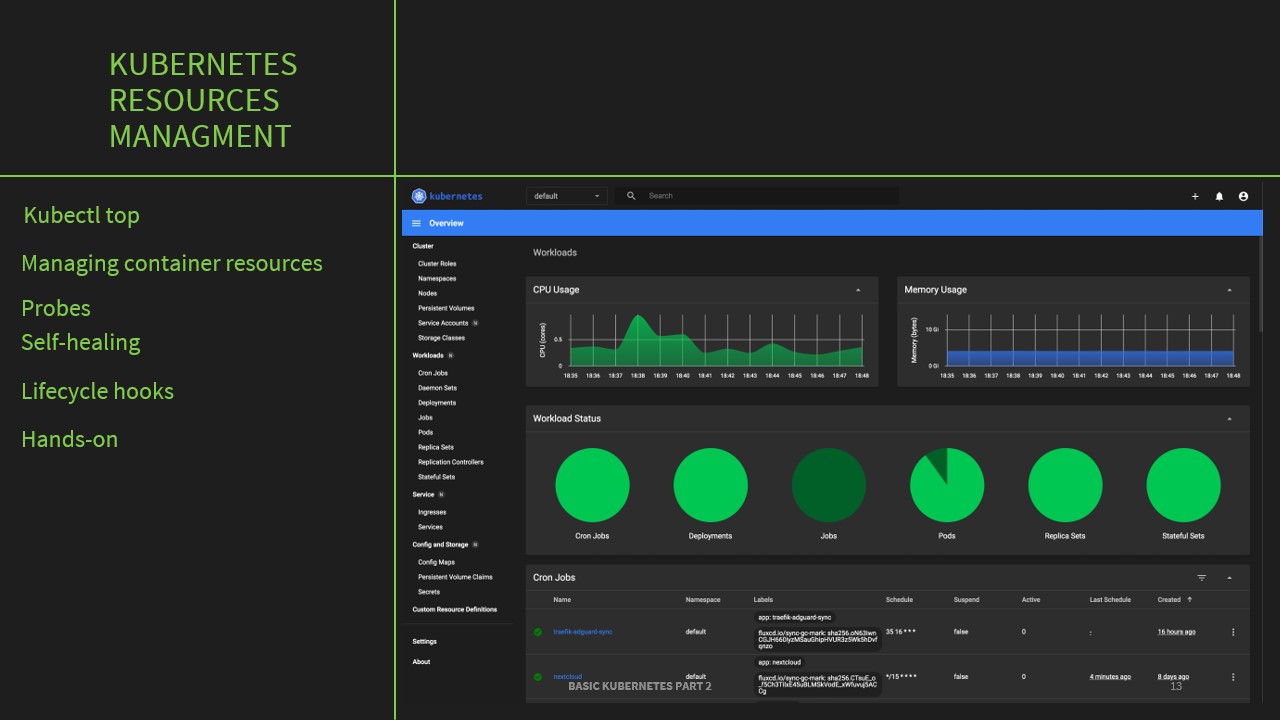 KUBERNETES
RESOURCES
MANAGMENT
Kubectl top
Managing container resources
Probes
Self-healing
Lifecycle hooks
Hands-on
kubernetes
default
Search
Overview
Cluster
Cluster Roles
Namespaces
Nodes
Persistent Volumes
Service Accounts N
Storage Classes
Workloads N
Cron Jobs
Daemon Sets
Deployments
Jobs
Pods
Replica Sets
Replication Controllers
Stateful Sets
Service N
Ingresses
Services
Config and Storage N
Config Maps
Persistent Volume Claims
Secrets
Custom Resource Definitions
Settings
About
Workloads
CPU Usage
CPU (cores)
0.5
0
18:35 18:36 18:37 18:38 18:39 18:40 18:41 18:42 18:43 18:44 18:45 18:46 18:47 18:48
Memory Usage
Memory (bytes)
10 Gi
0 Gi
18:35 18:36 18:37 18:38 18:39 18:40 18:41 18:42 18:43 18:44 18:45 18:46 18:47 18:48
Workload Status
Cron Jobs Deployments Jobs Pods Replica Sets Stateful Sets
Cron Jobs
Name Namespace Labels Schedule Suspend Active Last Schedule Created
app: traefik-adguard-sync
traefik-adguard-sync default 35 16 * * * false 0 - 16 hours ago
fluxcd.io/sync-gc-mark:
qnzo
app: nextcloud
nextcloud default */15 * * * * false 0 4 minutes ago 8 days ago
fluxcd.io/sync-gc-mark:
Cg
BASIC KUBERNETES PART 2
13